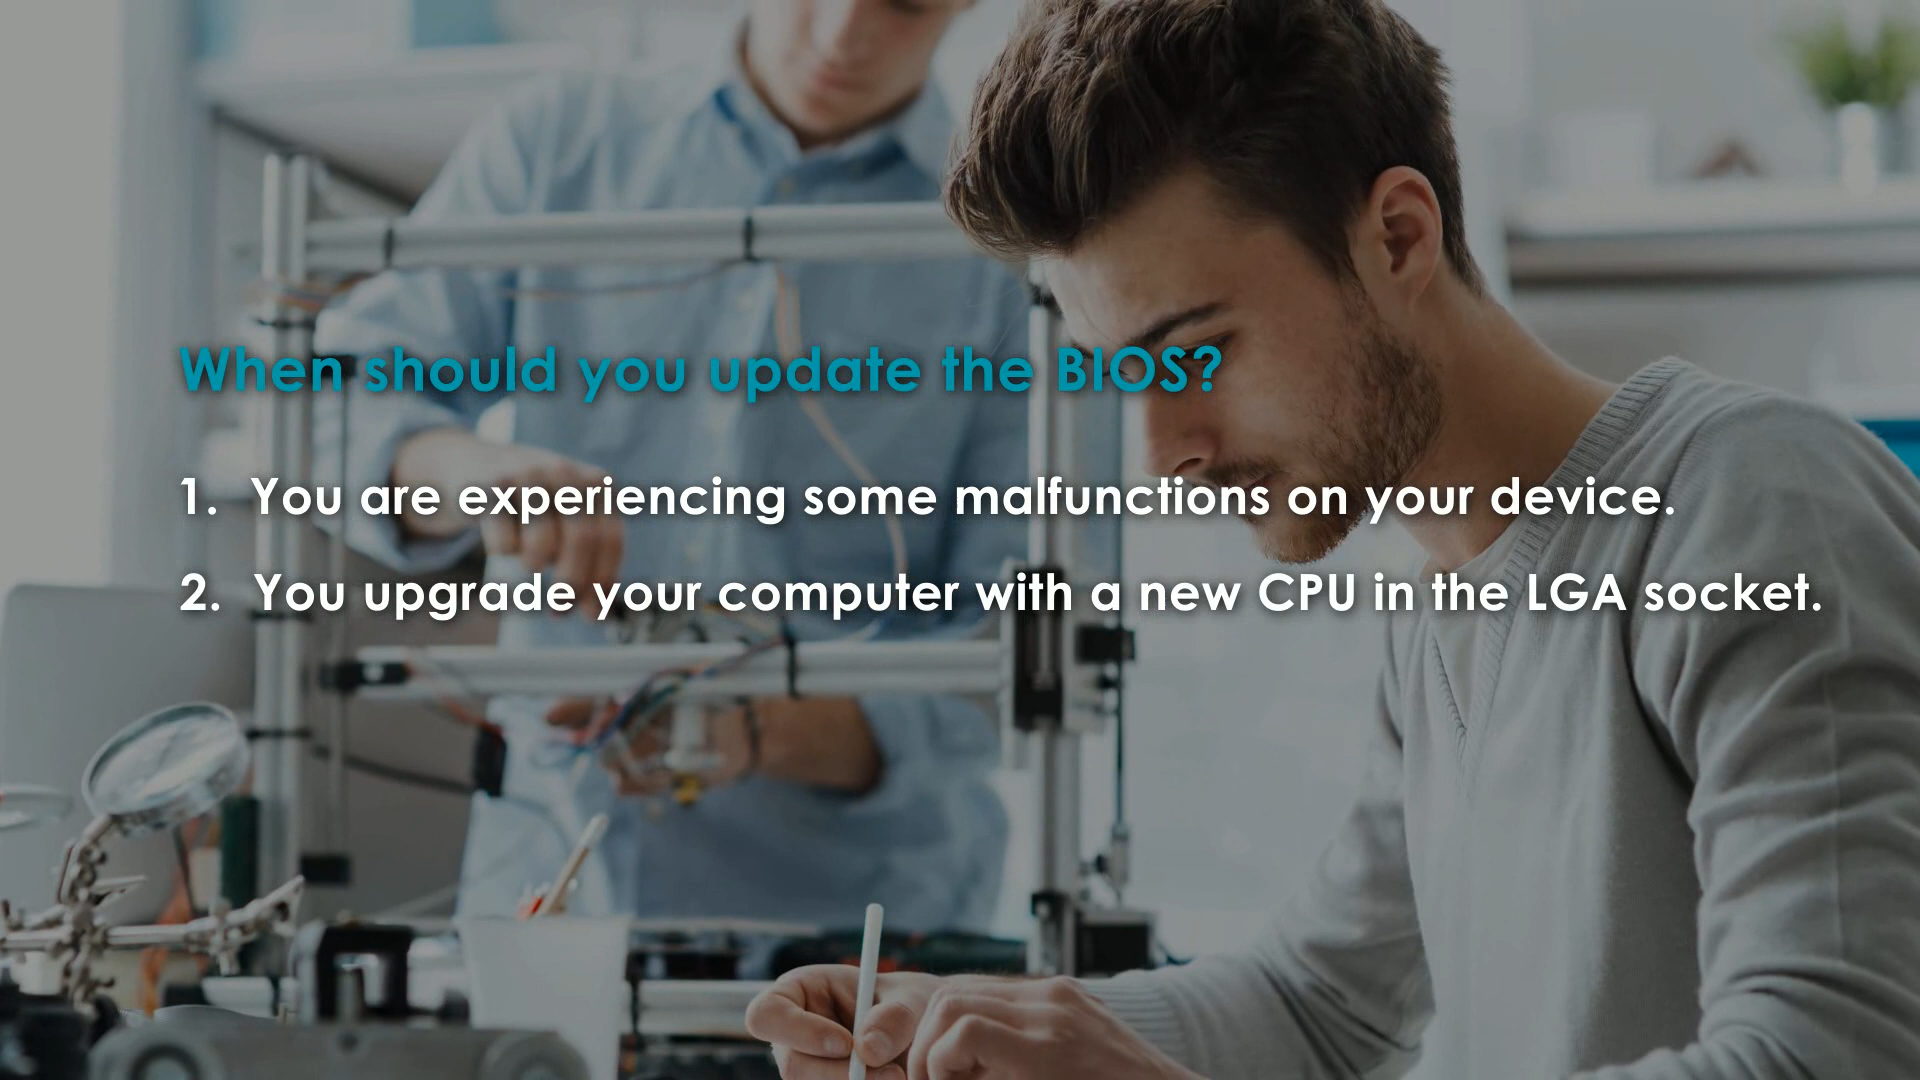 When should you update the BIOS?
1. You are experiencing some malfunctions on your device.
2. You upgrade your computer with a new CPU in the LGA socket.